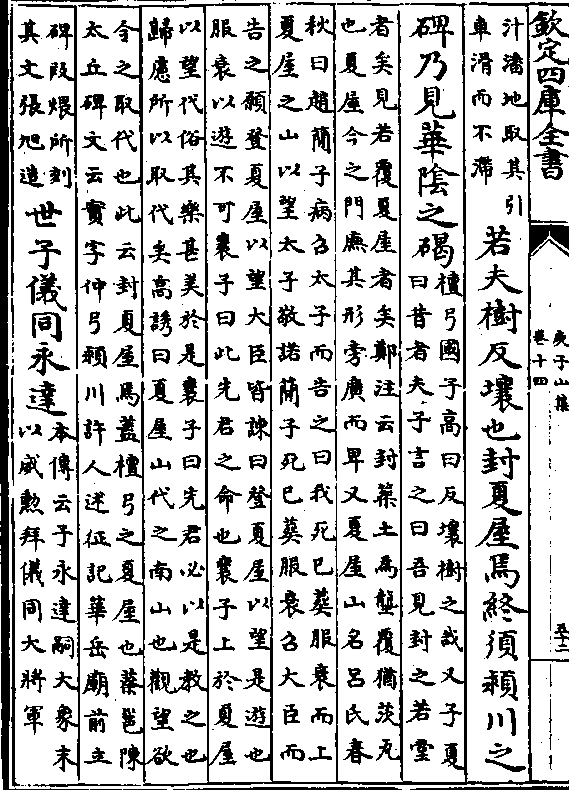 欽定四庫全書
庾子山集
卷十四
五十二
汁潘地取其引
車滑而不滯
若夫樹反壤也封夏屋焉終須潁川之
碑乃見華陰之碣
檀弓國子高曰反壤樹之哉又子夏
曰昔者夫子言之曰吾見封之若堂
者矣見若覆夏屋者矣鄭注云封築土為壟覆猶茨瓦
也夏屋今之門廡其形旁廣而卑又夏屋山名呂氏春
秋曰趙簡子病召太子而告之曰我死已葬服衰而上
夏屋之山以望太子敬諾簡子死已葬服衰召大臣而
告之願登夏屋以望大臣皆諫曰登夏屋以望是遊也
服衰以遊不可襄子曰此先君之命也襄子上於夏屋
以望代俗其樂甚美於是襄子曰先君必以是教之也
歸慮所以取代矣高誘曰夏屋山代之南山也觀望欲
令之取代也此云封夏屋焉蓋檀弓之夏屋也蔡邕陳
太丘碑文云寔字仲弓潁川許人述征記華岳廟前立
碑段煨所刻
其文張旭造
世子儀同永達
本傳云子永達嗣大象末
以威勲拜儀同大將軍